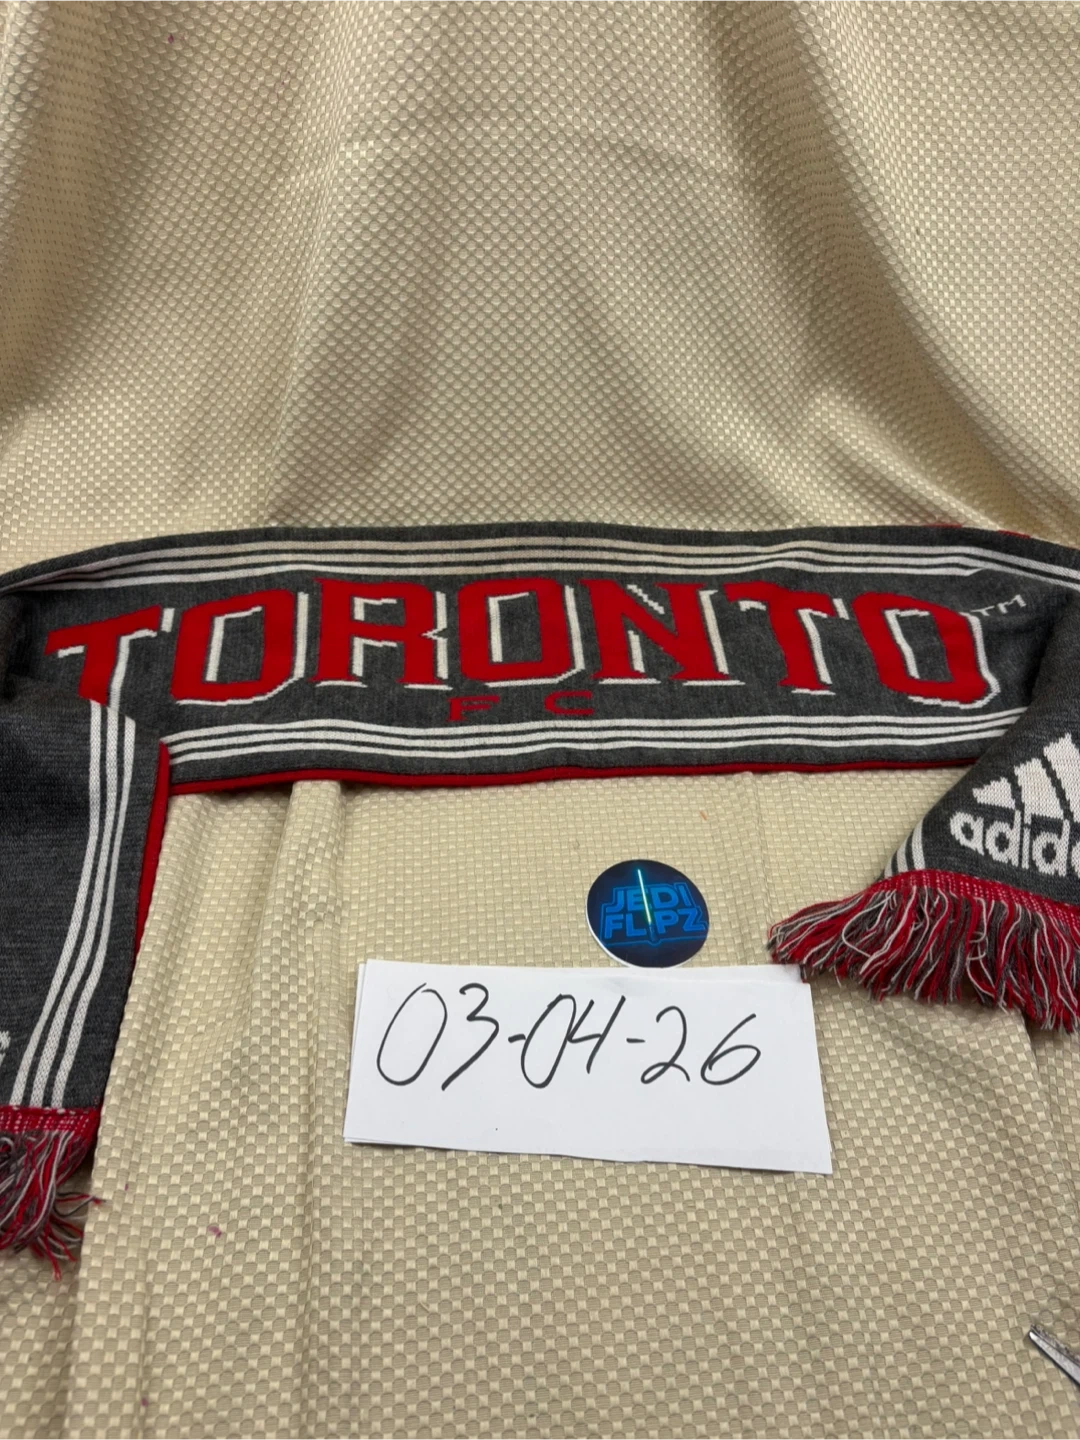 TORONTO™
FC
adidas
JEDI
FLIPZ
03-04-26